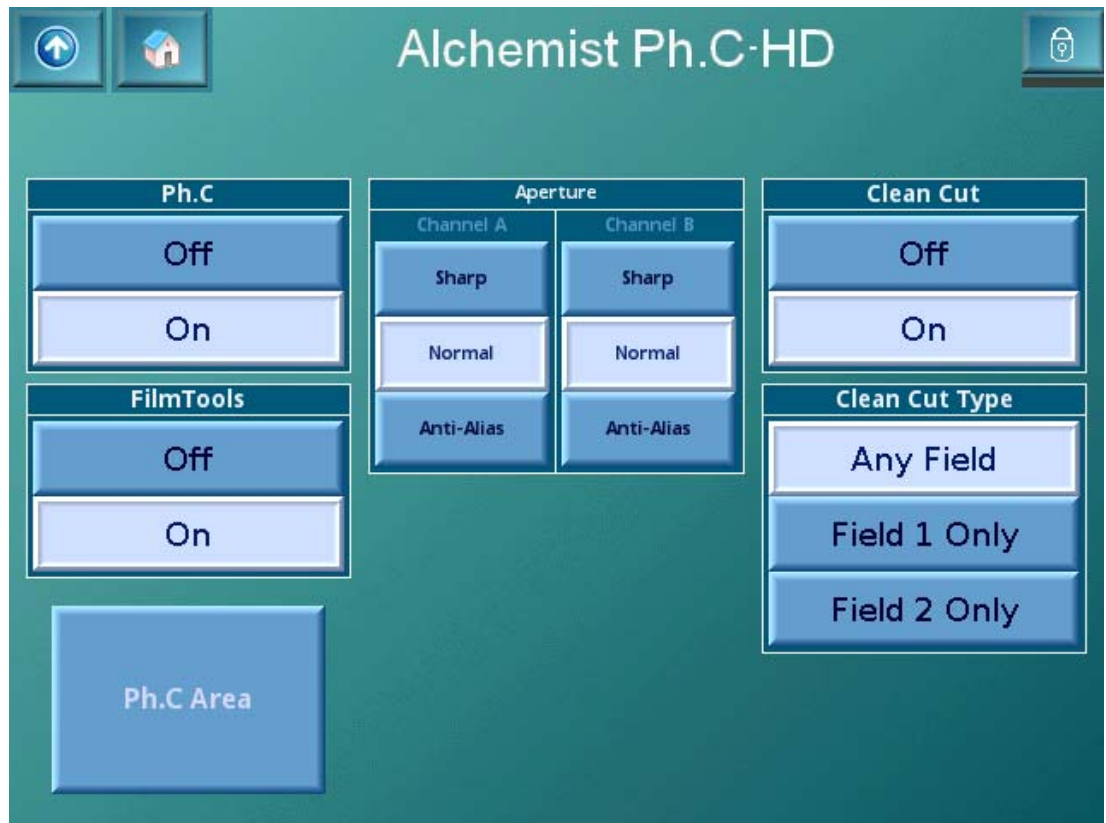 Alchemist Ph.C-HD
Ph.C
Off
On
FilmTools
Off
On
Ph.C Area
Aperture
Channel A
Sharp
Normal
Anti-Alias
Channel B
Sharp
Normal
Anti-Alias
Clean Cut
Off
On
Clean Cut Type
Any Field
Field 1 Only
Field 2 Only